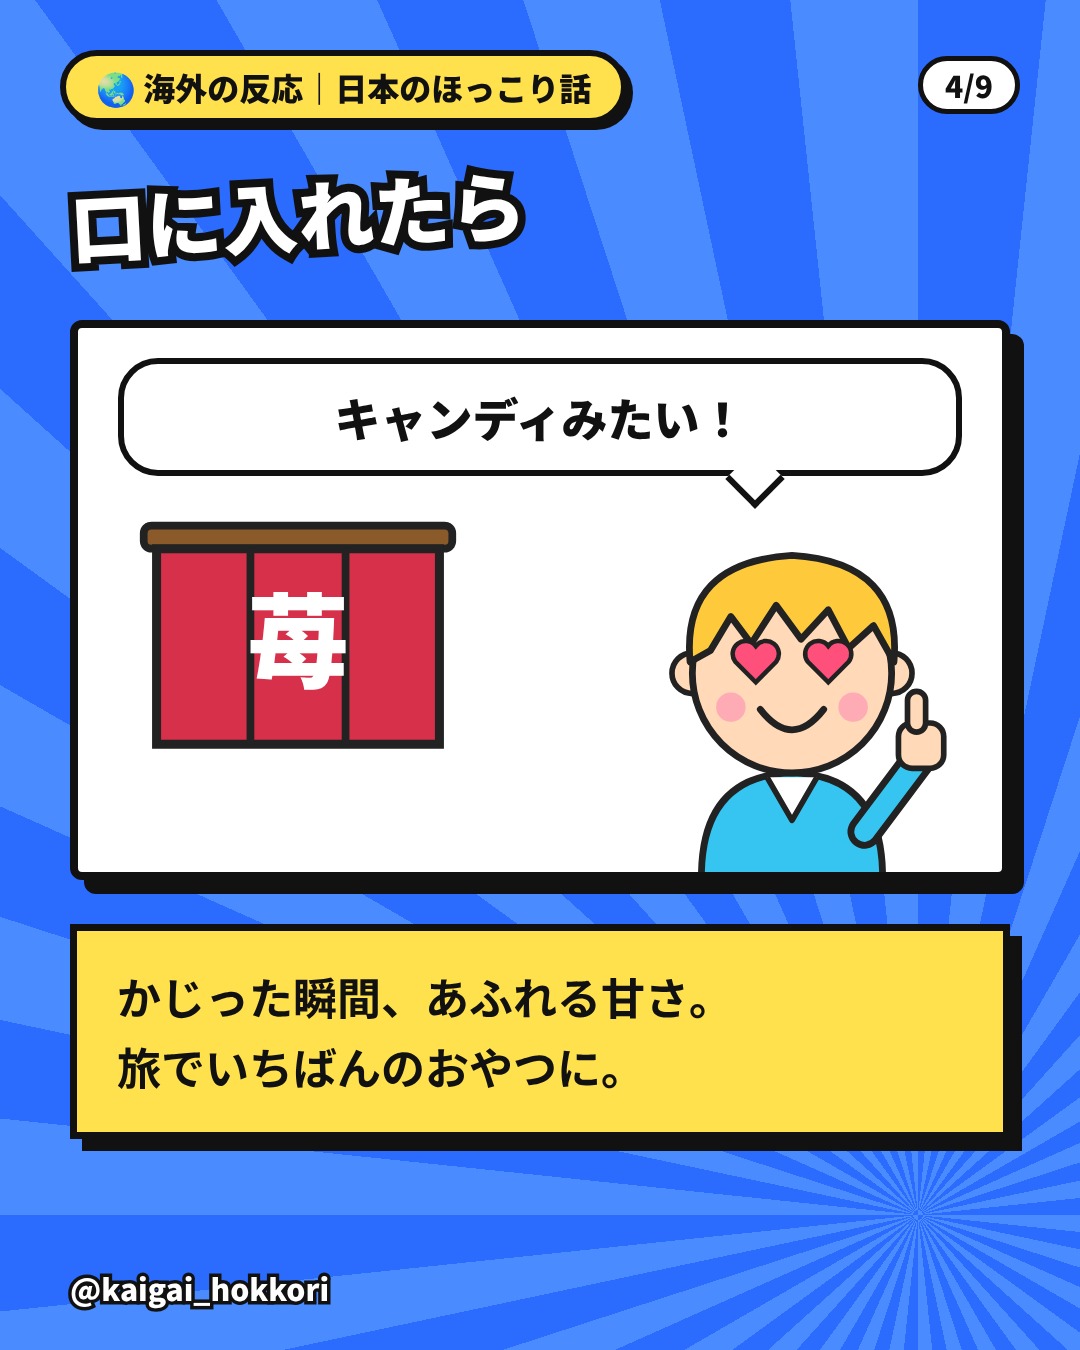 🌏 海外の反応｜日本のほっこり話
4/9
口に入れたら
キャンディみたい！
苺
かじった瞬間、あふれる甘さ。
旅でいちばんのおやつに。
@kaigai_hokkori